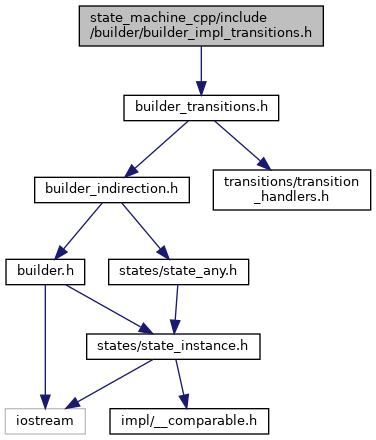 state_machine_cpp/include
/builder/builder_impl_transitions.h
builder_transitions.h
builder_indirection.h
transitions/transition
_handlers.h
builder.h
states/state_any.h
states/state_instance.h
iostream
impl/__comparable.h